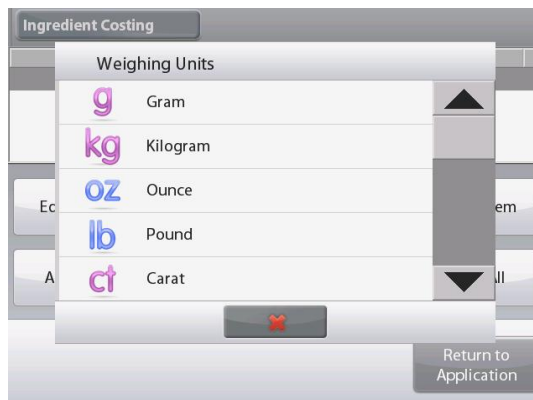 Ingredient Costing
Weighing Units
g Gram
kg Kilogram
oz Ounce
lb Pound
ct Carat
Return to
Application